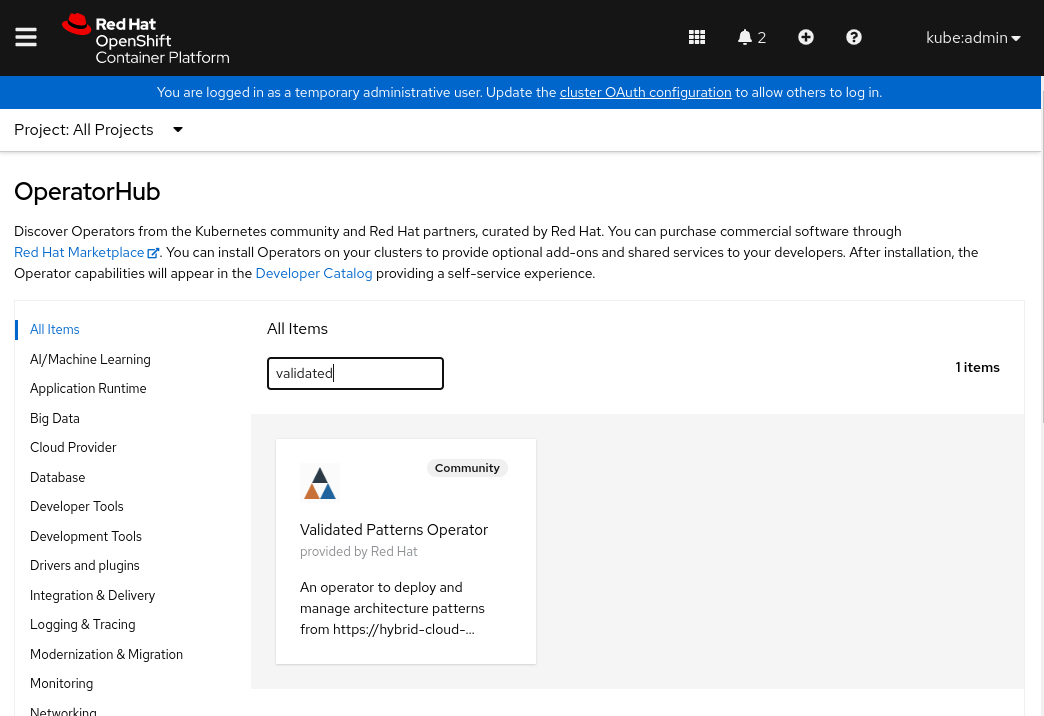 Red Hat
OpenShift
Container Platform
2
kube:admin
You are logged in as a temporary administrative user. Update the cluster OAuth configuration to allow others to log in.
Project: All Projects
OperatorHub
Discover Operators from the Kubernetes community and Red Hat partners, curated by Red Hat. You can purchase commercial software through
Red Hat Marketplace. You can install Operators on your clusters to provide optional add-ons and shared services to your developers. After installation, the
Operator capabilities will appear in the Developer Catalog providing a self-service experience.
All Items
AI/Machine Learning
Application Runtime
Big Data
Cloud Provider
Database
Developer Tools
Development Tools
Drivers and plugins
Integration & Delivery
Logging & Tracing
Modernization & Migration
Monitoring
Networking
All Items
validated
1 items
Community
Validated Patterns Operator
provided by Red Hat
An operator to deploy and
manage architecture patterns
from https://hybrid-cloud-...